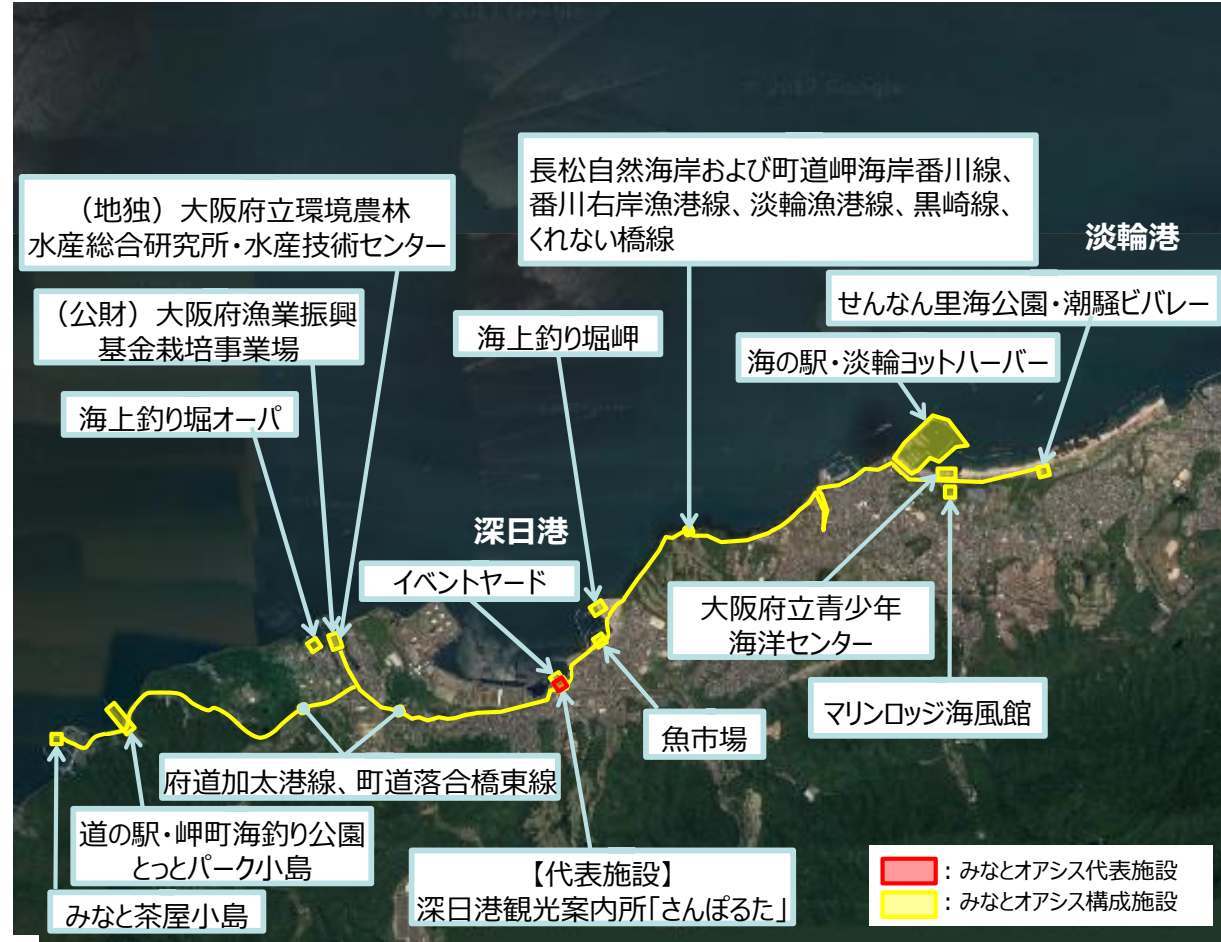 長松自然海岸および町道岬海岸番川線、
番川右岸漁港線、淡輪漁港線、黒崎線、
くれない橋線
（地独）大阪府立環境農林
水産総合研究所・水産技術センター
淡輪港
せんなん里海公園・潮騒ビバレー
（公財）大阪府漁業振興
基金栽培事業場
海上釣り堀岬
海の駅・淡輪ヨットハーバー
海上釣り堀オーパ
深日港
イベントヤード
大阪府立青少年
海洋センター
マリンロッジ海風館
魚市場
府道加太港線、町道落合橋東線
道の駅・岬町海釣り公園
とっとパーク小島
みなと茶屋小島
【代表施設】
深日港観光案内所「さんぽるた」
：みなとオアシス代表施設
：みなとオアシス構成施設